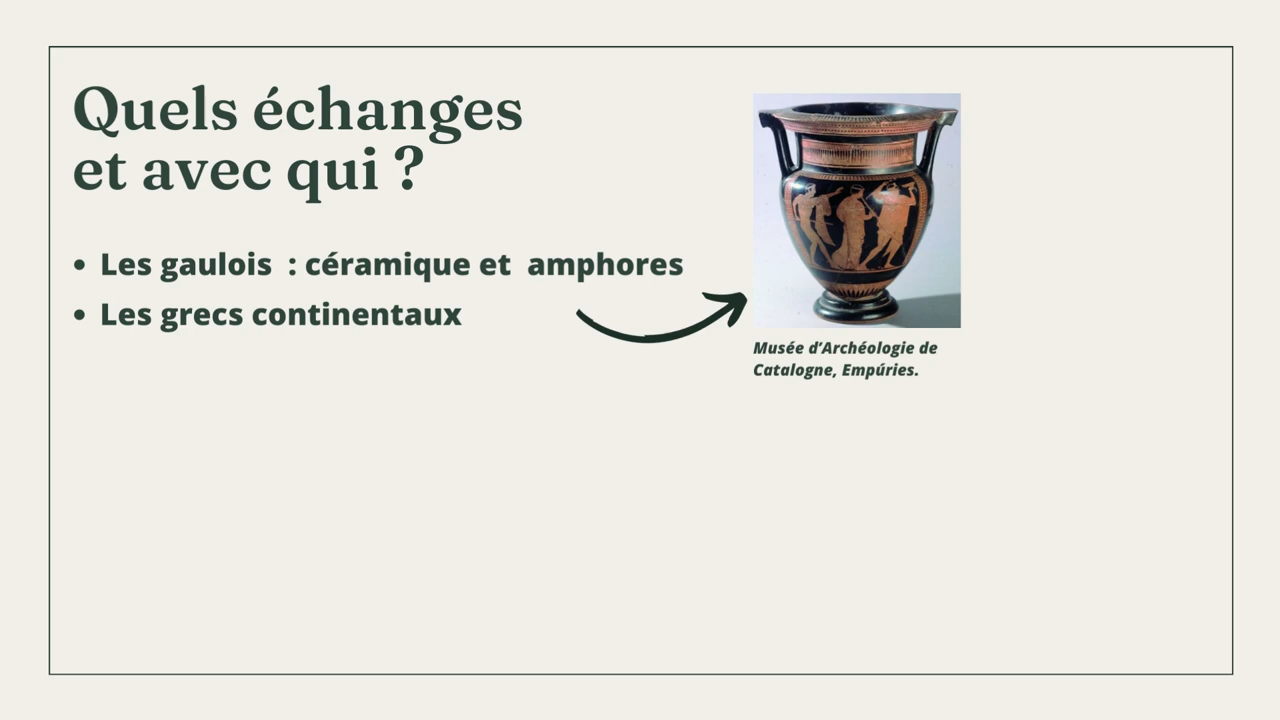 Quels échanges
et avec qui ?
• Les gaulois : céramique et amphores
• Les grecs continentaux
Musée d’Archéologie de
Catalogne, Empúries.